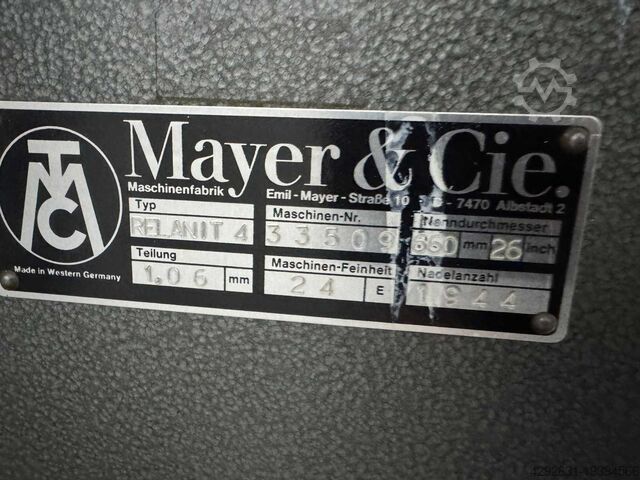 Mayer & Cie.
Maschinenfabrik Emil - Mayer - Straße 10 - 7470 Albstadt 2
TMC
Made in Western Germany
Typ Maschinen-Nr. Nenndurchmesser
RELANIT 4 33509 660 mm 26 inch
Teilung Maschinen-Feinheit Nadelanzahl
1,06 mm 24 E 1944